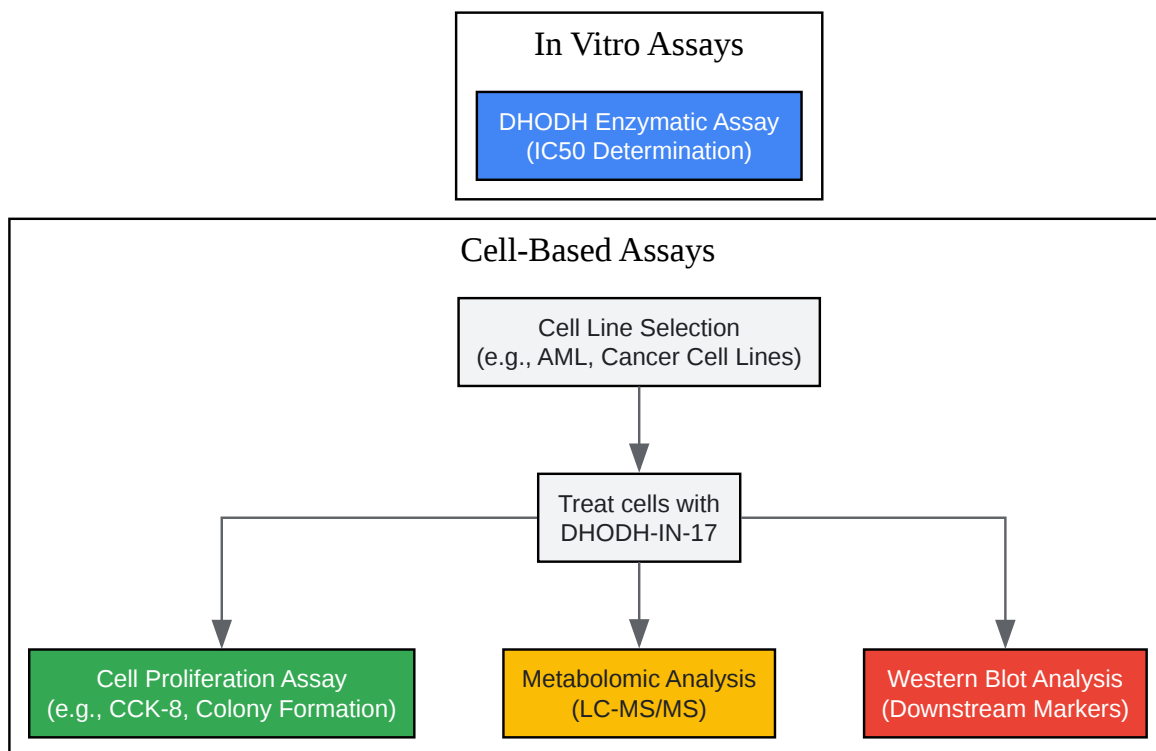 In Vitro Assays
DHODH Enzymatic Assay
(IC50 Determination)
Cell-Based Assays
Cell Line Selection
(e.g., AML, Cancer Cell Lines)
Treat cells with
DHODH-IN-17
Cell Proliferation Assay
(e.g., CCK-8, Colony Formation)
Metabolomic Analysis
(LC-MS/MS)
Western Blot Analysis
(Downstream Markers)